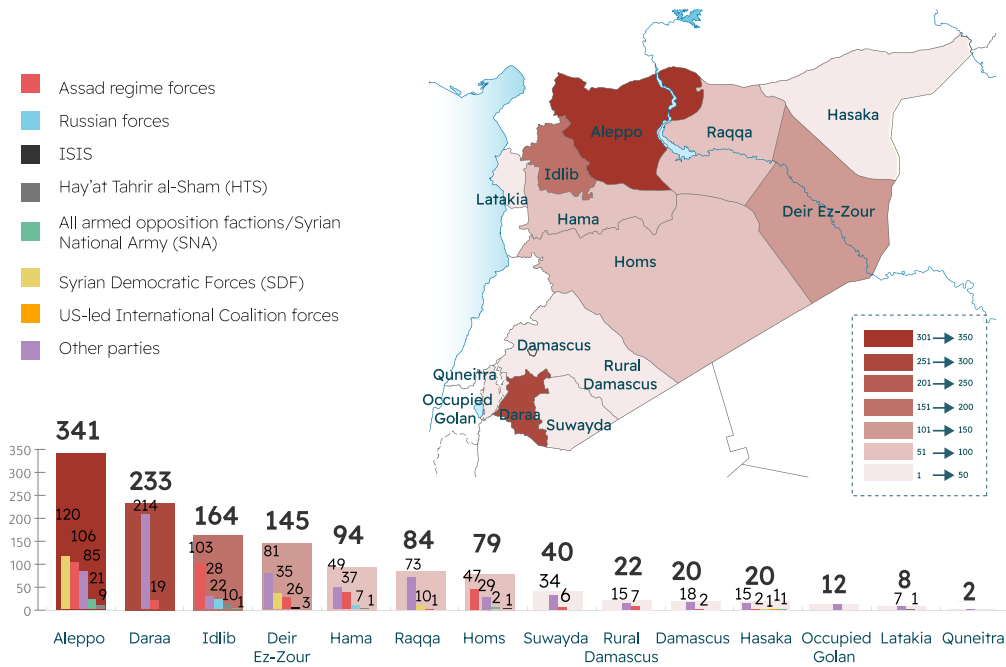 Assad regime forces
Russian forces
ISIS
Hay'at Tahrir al-Sham (HTS)
All armed opposition factions/Syrian
National Army (SNA)
Syrian Democratic Forces (SDF)
US-led International Coalition forces
Other parties
Aleppo
Raqqa
Hasaka
Idlib
Latakia
Hama
Deir Ez-Zour
Homs
Damascus
Rural
Damascus
Quneitra
Occupied
Golan
Daraa
Suwayda
301 350
251 300
201 250
151 200
101 150
51 100
1 50
350
300
250
200
150
100
50
0
341
120
106
85
21
9
233
214
19
164
103
28
22
10
1
145
81
35
26
3
94
49
37
7
1
84
73
10
1
79
47
29
2
1
40
34
6
22
15
7
20
18
2
20
15
2
1
1
1
12
8
7
1
2
Aleppo
Daraa
Idlib
Deir
Ez-Zour
Hama
Raqqa
Homs
Suwayda
Rural
Damascus
Damascus
Hasaka
Occupied
Golan
Latakia
Quneitra